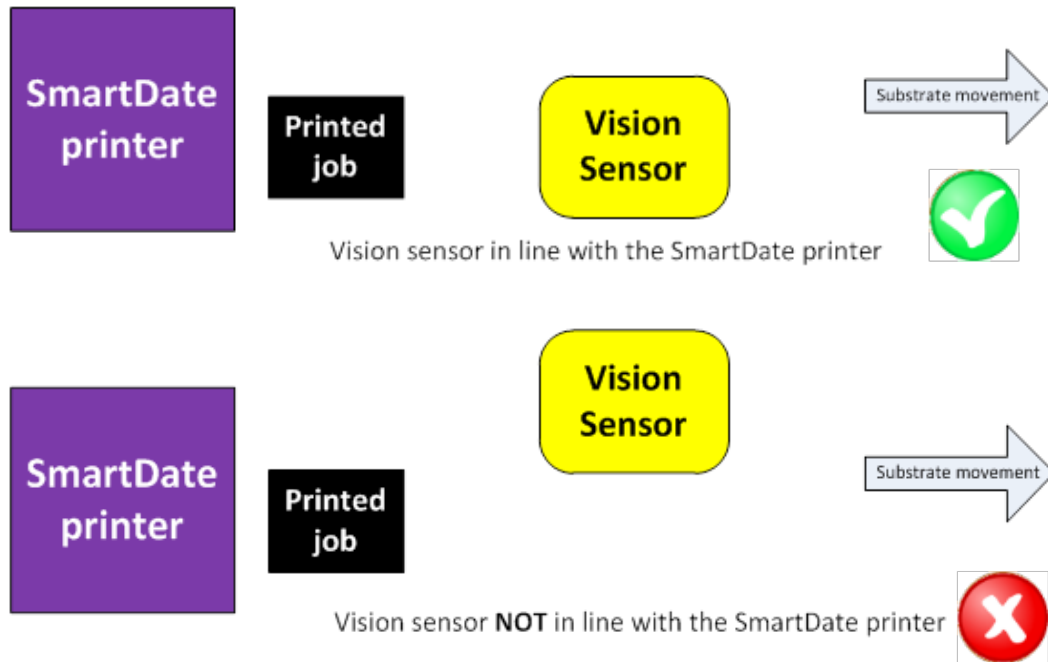 SmartDate
printer
Printed
job
Vision
Sensor
Substrate movement
Vision sensor in line with the SmartDate printer
Vision
Sensor
SmartDate
printer
Printed
job
Substrate movement
Vision sensor NOT in line with the SmartDate printer